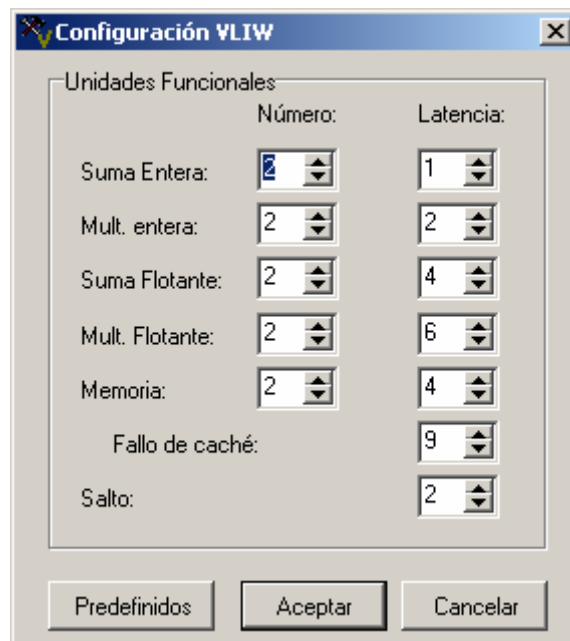 Configuración VLIW
Unidades Funcionales
Número: Latencia:
Suma Entera: 2 1
Mult. entera: 2 2
Suma Flotante: 2 4
Mult. Flotante: 2 6
Memoria: 2 4
Fallo de caché: 9
Salto: 2
Predefinidos Aceptar Cancelar